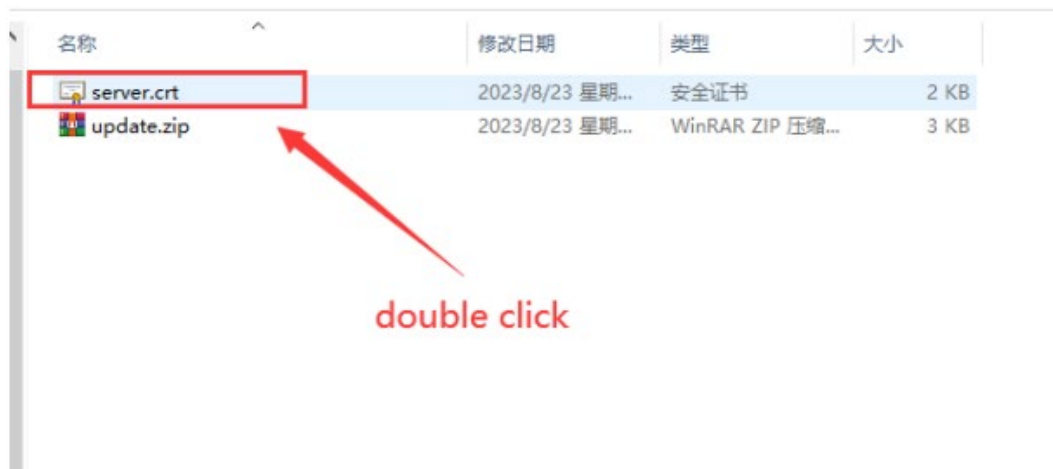 名称 修改日期 类型 大小
server.crt 2023/8/23 星期... 安全证书 2 KB
update.zip 2023/8/23 星期... WinRAR ZIP 压缩... 3 KB
double click